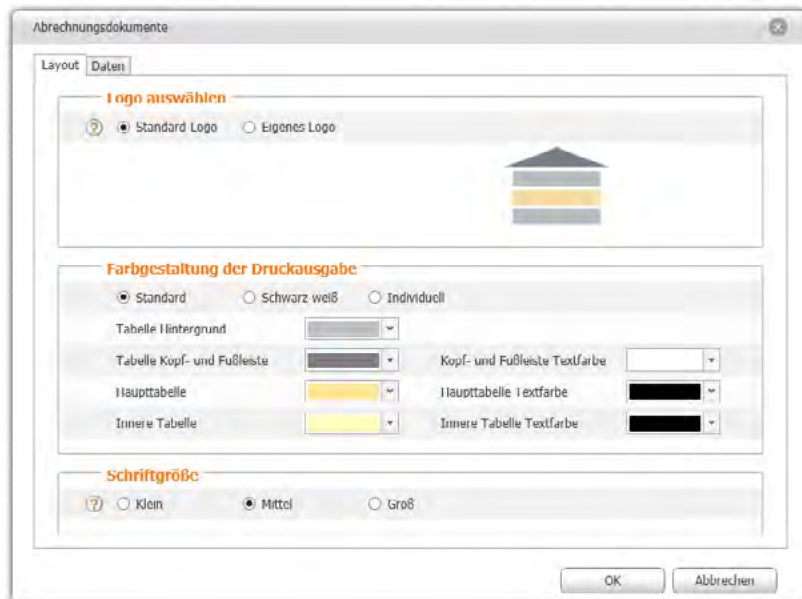 Abrechnungsdokumente
Layout Daten
Logo auswählen
? Standard Logo Eigenes Logo
Farbgestaltung der Druckausgabe
Standard Schwarz weiß Individuell
Tabelle Hintergrund
Tabelle Kopf- und Fußleiste Kopf- und Fußleiste Textfarbe
Haupttabelle Haupttabelle Textfarbe
Innere Tabelle Innere Tabelle Textfarbe
Schriftgröße
? Klein Mittel Groß
OK Abbrechen